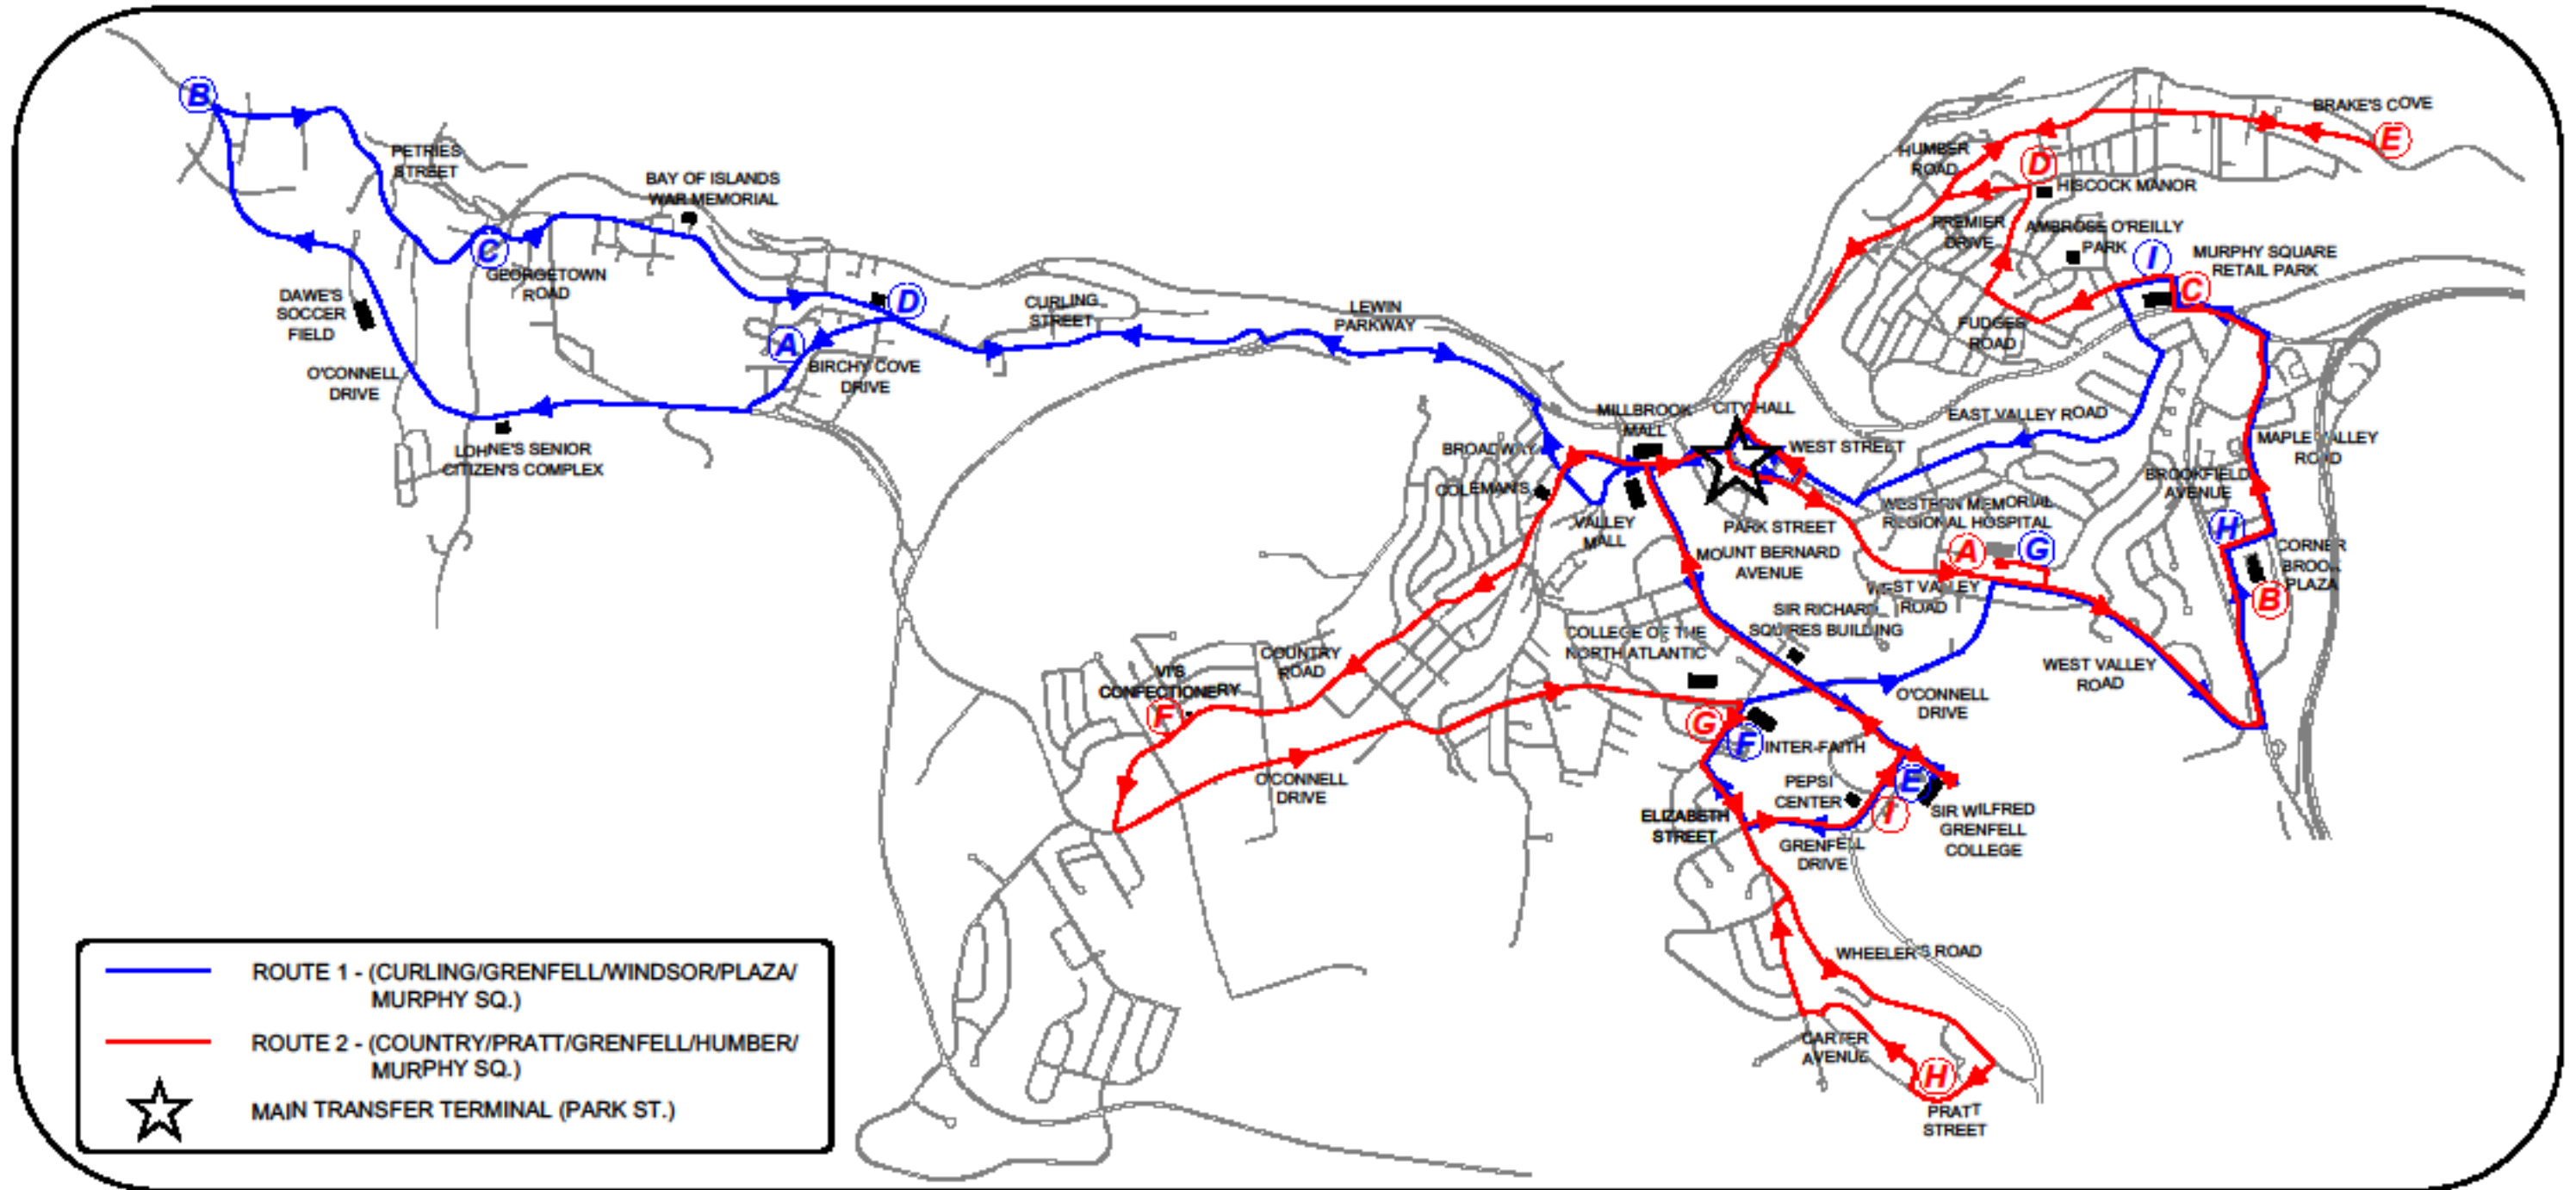 B
BRAKE'S COVE
E
PETRIES
STREET
HUMBER
ROAD
D
BAY OF ISLANDS
WAR MEMORIAL
HISCOCK MANOR
C
PREMIER
DRIVE
AMBROSE O'REILLY
PARK
I
MURPHY SQUARE
RETAIL PARK
GEORGETOWN
ROAD
C
DAWE'S
SOCCER
FIELD
D
CURLING
STREET
LEWIN
PARKWAY
FUDGES
ROAD
A
BIRCHY COVE
DRIVE
O'CONNELL
DRIVE
MILLBROOK
MALL
CITY HALL
EAST VALLEY ROAD
LOHNE'S SENIOR
CITIZEN'S COMPLEX
BROADWAY
WEST STREET
MAPLE VALLEY
ROAD
COLEMAN'S
BROOKFIELD
AVENUE
VALLEY
MALL
PARK STREET
WESTERN MEMORIAL
REGIONAL HOSPITAL
H
A
G
MOUNT BERNARD
AVENUE
CORNER
BROOK
PLAZA
WEST VALLEY
ROAD
B
SIR RICHARD
SQUIRES BUILDING
COLLEGE OF THE
NORTH ATLANTIC
COUNTRY
ROAD
WEST VALLEY
ROAD
VI'S
CONFECTIONERY
F
O'CONNELL
DRIVE
G
F
INTER-FAITH
O'CONNELL
DRIVE
PEPSI
CENTER
E
I
SIR WILFRED
GRENFELL
COLLEGE
ELIZABETH
STREET
GRENFELL
DRIVE
WHEELER'S ROAD
CARTER
AVENUE
H
PRATT
STREET
ROUTE 1 - (CURLING/GRENFELL/WINDSOR/PLAZA/
MURPHY SQ.)
ROUTE 2 - (COUNTRY/PRATT/GRENFELL/HUMBER/
MURPHY SQ.)
MAIN TRANSFER TERMINAL (PARK ST.)